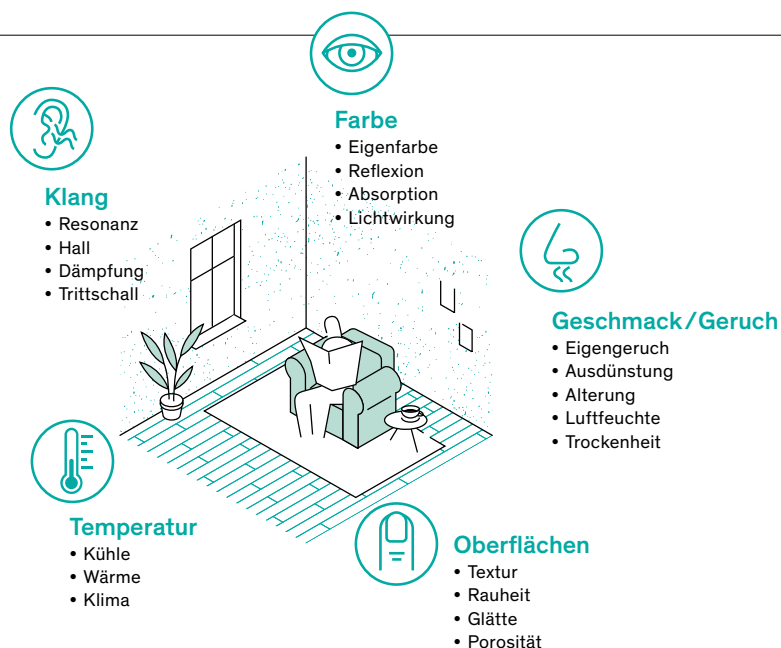 Farbe
• Eigenfarbe
• Reflexion
• Absorption
• Lichtwirkung
Klang
• Resonanz
• Hall
• Dämpfung
• Trittschall
Geschmack/Geruch
• Eigengeruch
• Ausdünstung
• Alterung
• Luftfeuchte
• Trockenheit
Temperatur
• Kühle
• Wärme
• Klima
Oberflächen
• Textur
• Rauheit
• Glätte
• Porosität